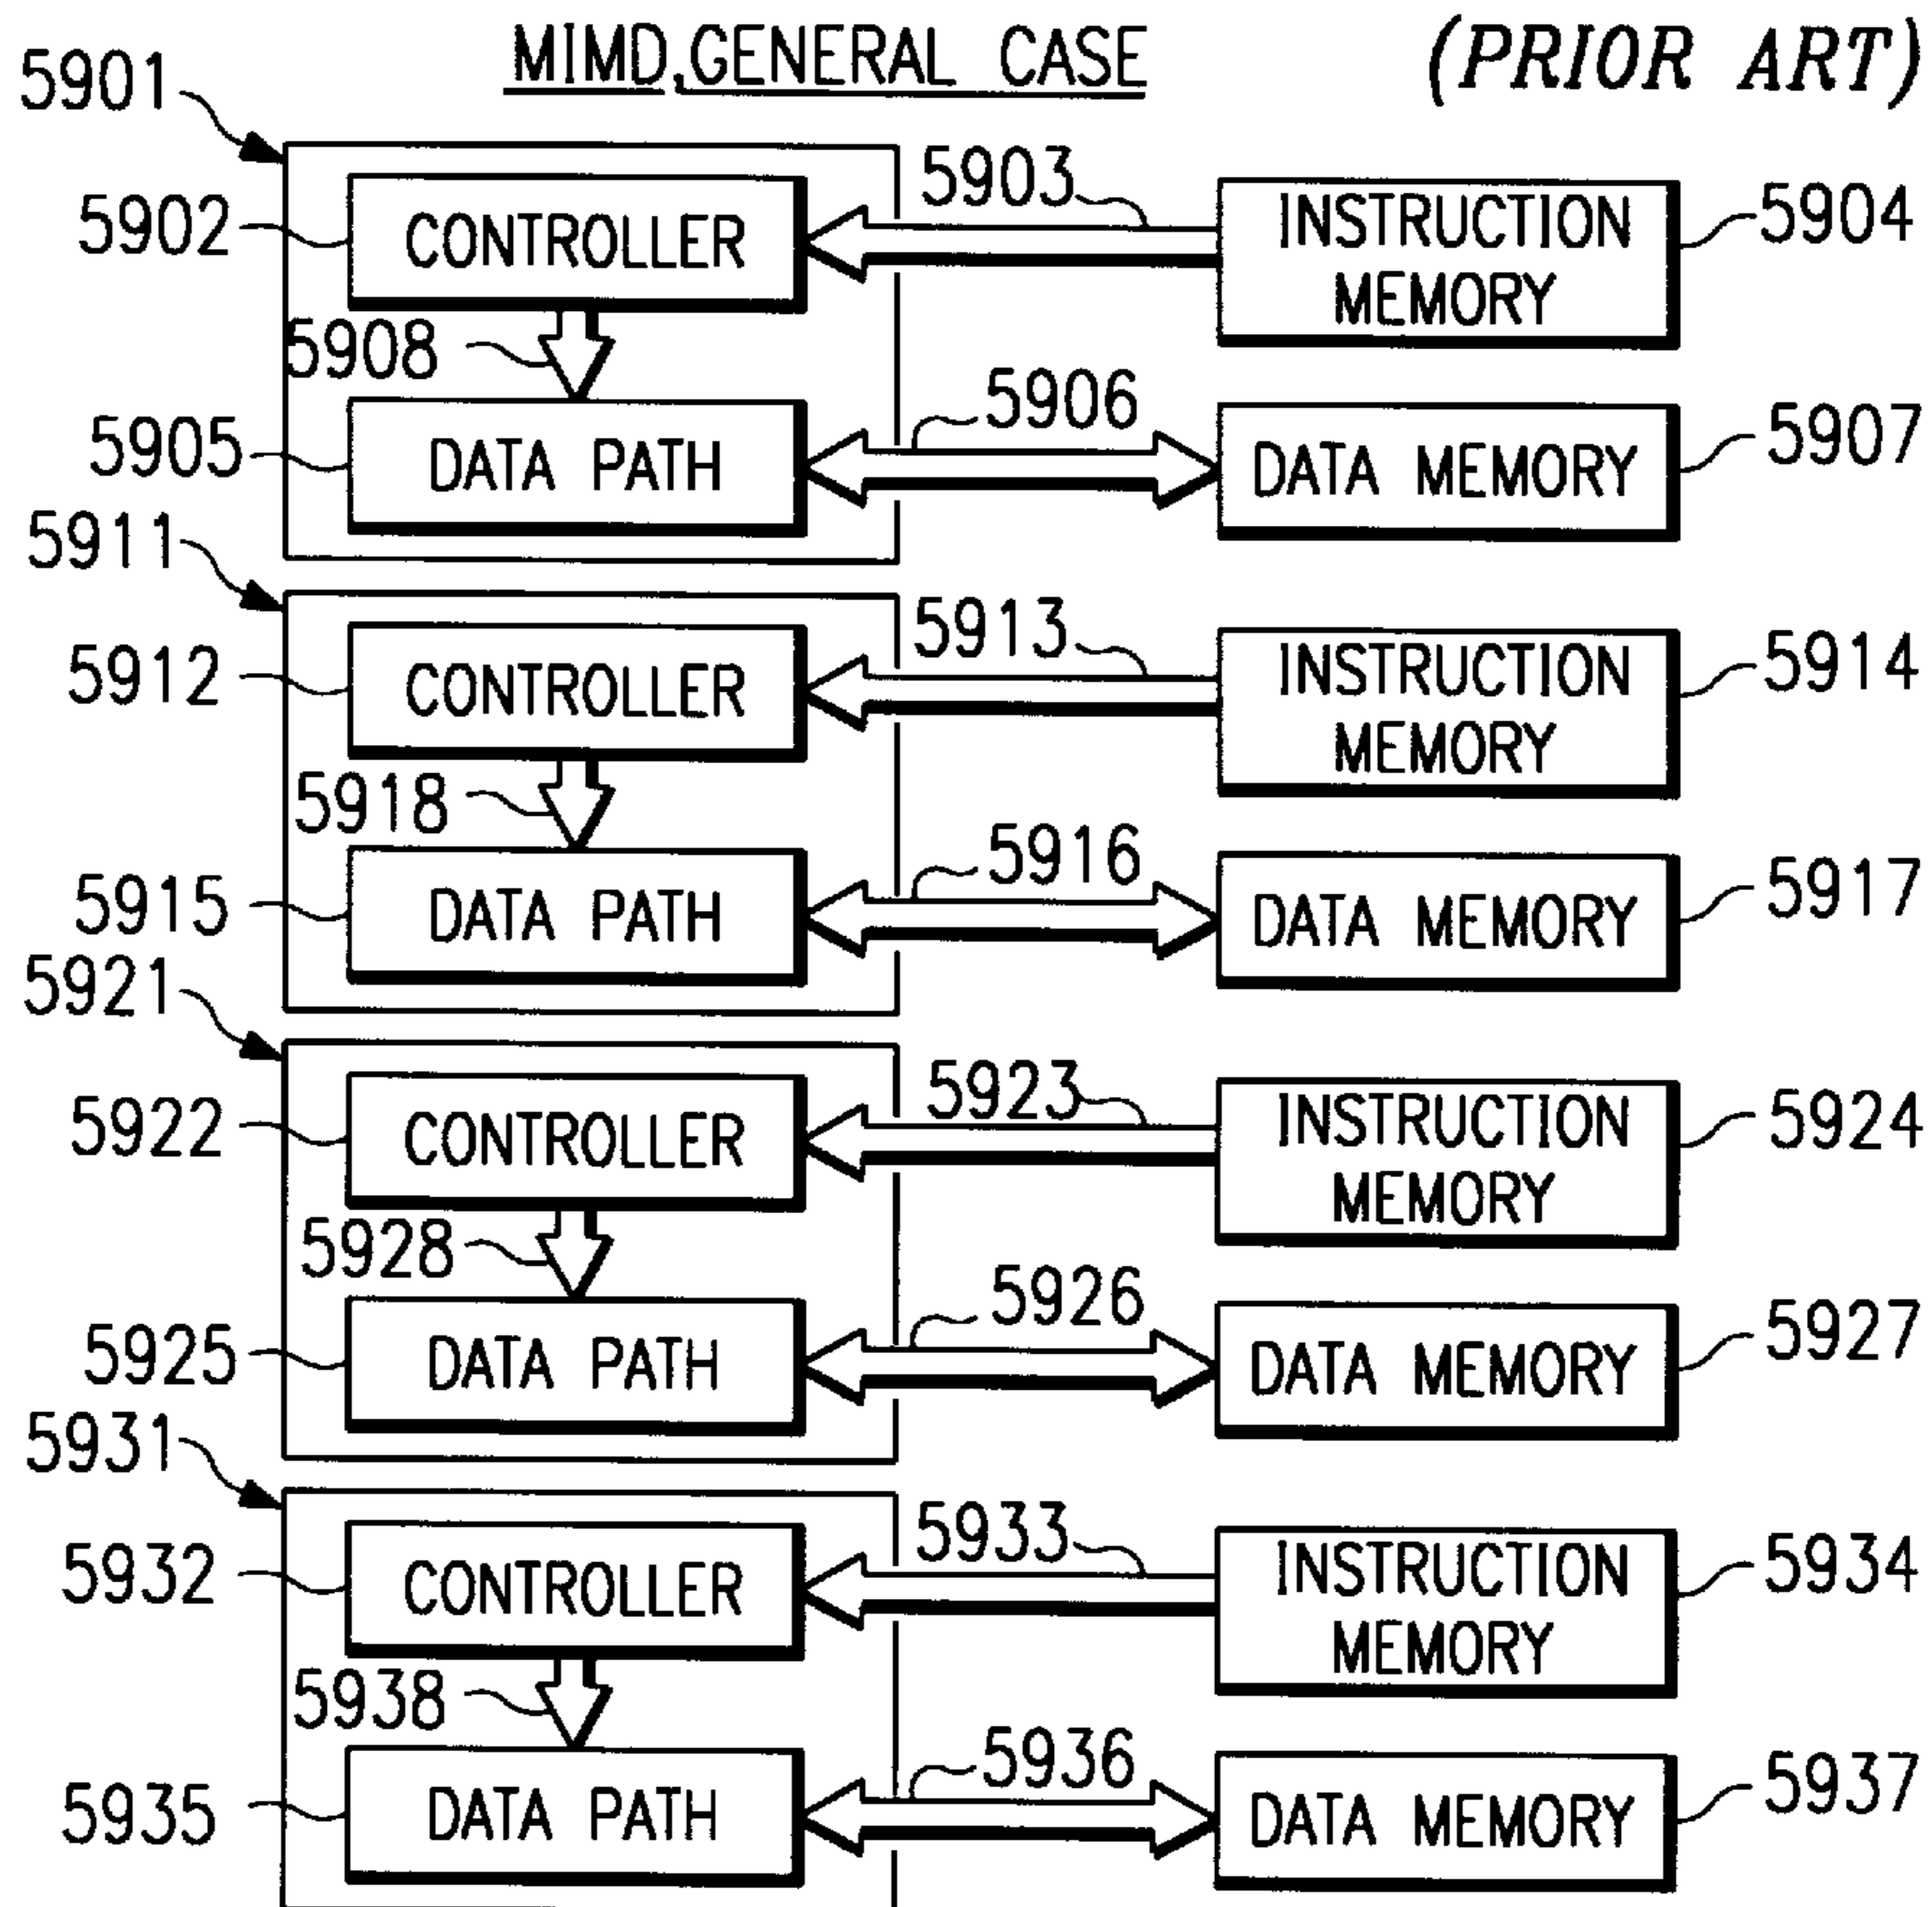 MIMD.GENERAL CASE (PRIOR ART)
5901
5902
CONTROLLER
5903
INSTRUCTION
MEMORY
5904
5908
5905
DATA PATH
5906
DATA MEMORY
5907
5911
5912
CONTROLLER
5913
INSTRUCTION
MEMORY
5914
5918
5915
DATA PATH
5916
DATA MEMORY
5917
5921
5922
CONTROLLER
5923
INSTRUCTION
MEMORY
5924
5928
5925
DATA PATH
5926
DATA MEMORY
5927
5931
5932
CONTROLLER
5933
INSTRUCTION
MEMORY
5934
5938
5935
DATA PATH
5936
DATA MEMORY
5937